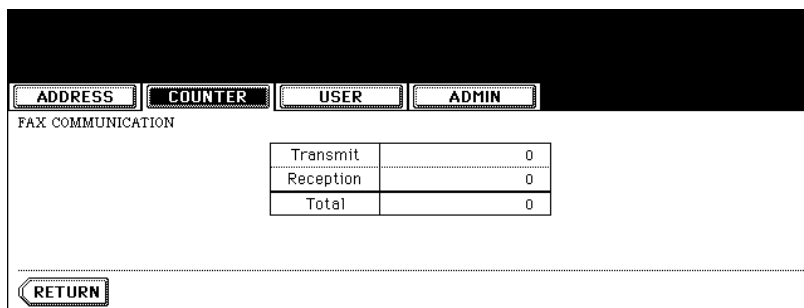 ADDRESS COUNTER USER ADMIN
FAX COMMUNICATION
Transmit 0
Reception 0
Total 0
RETURN